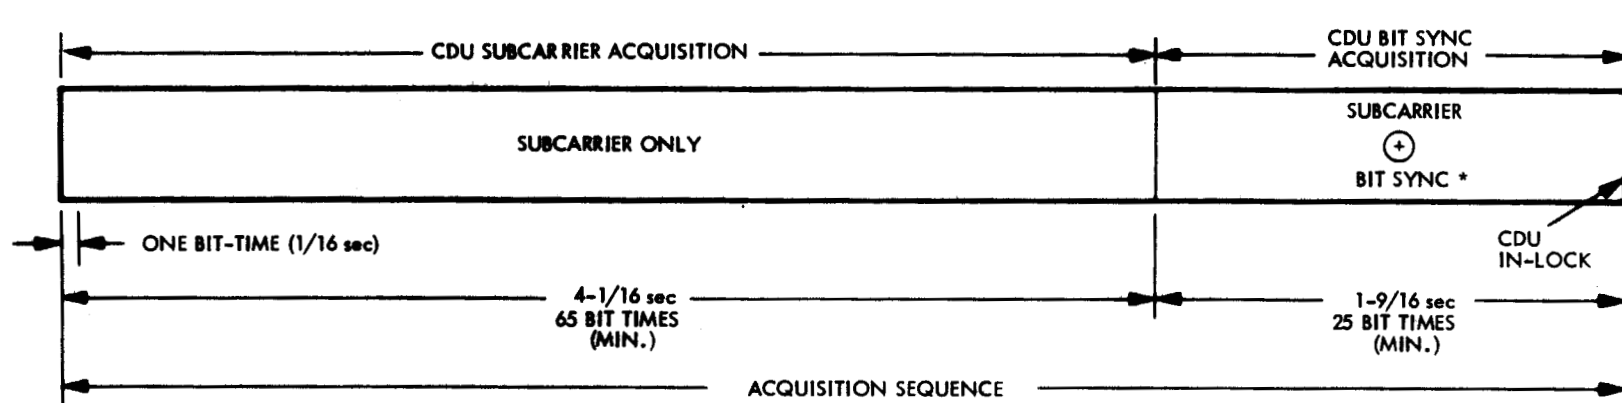 CDU SUBCARRIER ACQUISITION
CDU BIT SYNC
ACQUISITION
SUBCARRIER ONLY
SUBCARRIER
+
BIT SYNC *
ONE BIT-TIME (1/16 sec)
CDU
IN-LOCK
4-1/16 sec
65 BIT TIMES
(MIN.)
1-9/16 sec
25 BIT TIMES
(MIN.)
ACQUISITION SEQUENCE